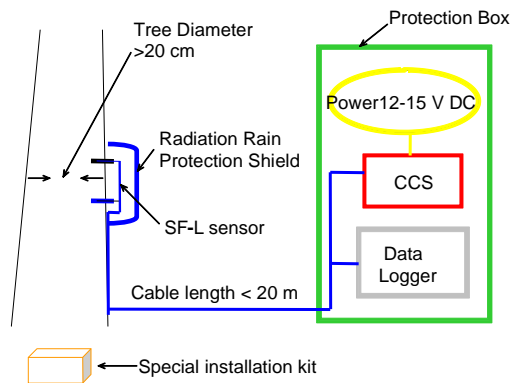 Tree Diameter
>20 cm
Protection Box
Power12-15 V DC
Radiation Rain
Protection Shield
CCS
SF-L sensor
Data
Logger
Cable length < 20 m
Special installation kit